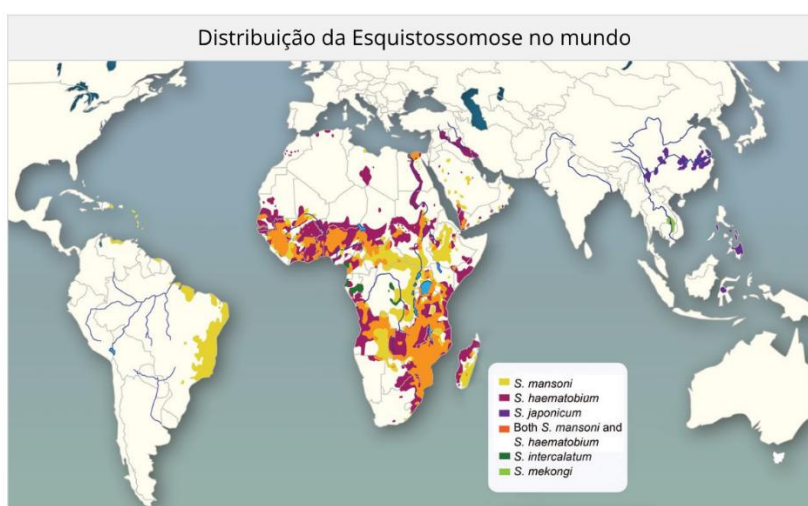 Distribuição da Esquistossomose no mundo
S. mansoni
S. haematobium
S. japonicum
Both S. mansoni and
S. haematobium
S. intercalatum
S. mekongi